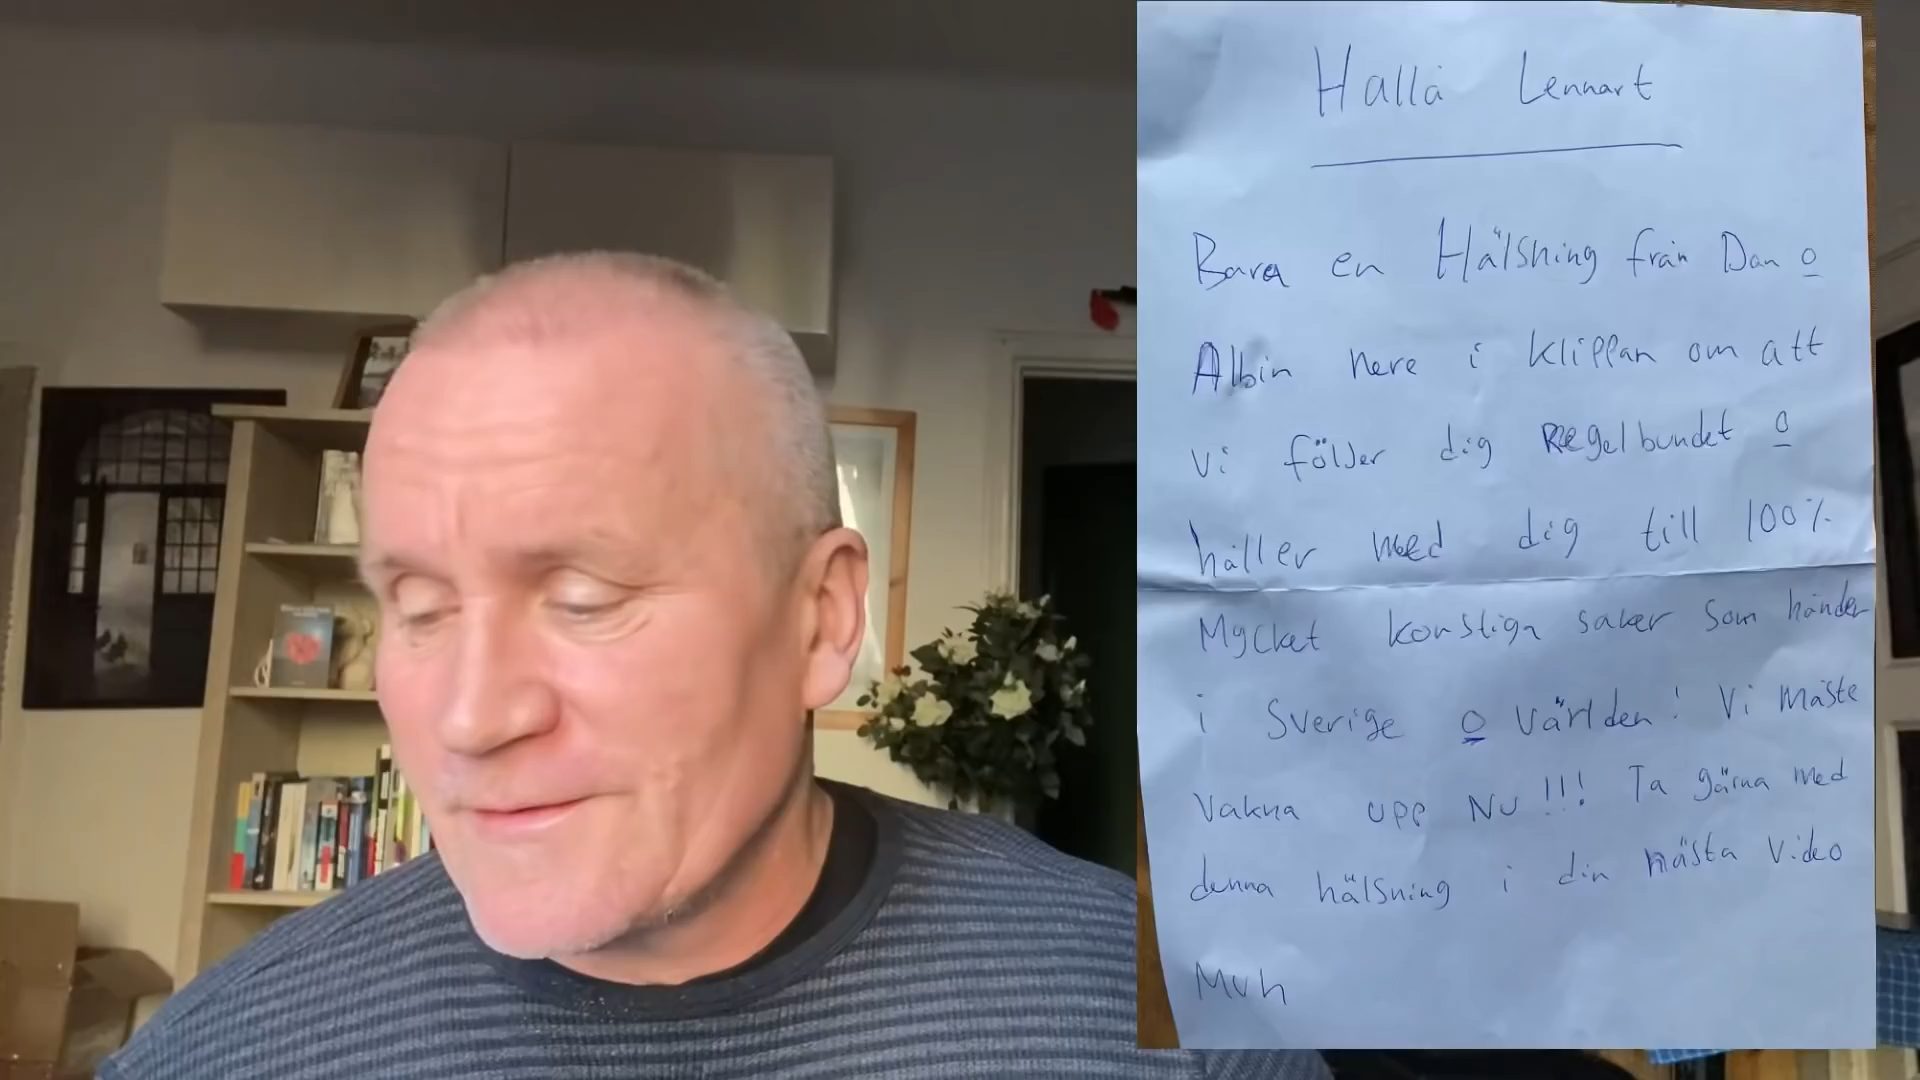 Hallå Lennart
Bara en Hälsning från Dan o
Albin nere i klippan om att
vi följer dig Regelbundet o
håller med dig till 100%
Mycket konstiga saker som händer
i Sverige o världen! Vi måste
vakna upp NU!!! Ta gärna med
denna hälsning i din nästa video
Mvh